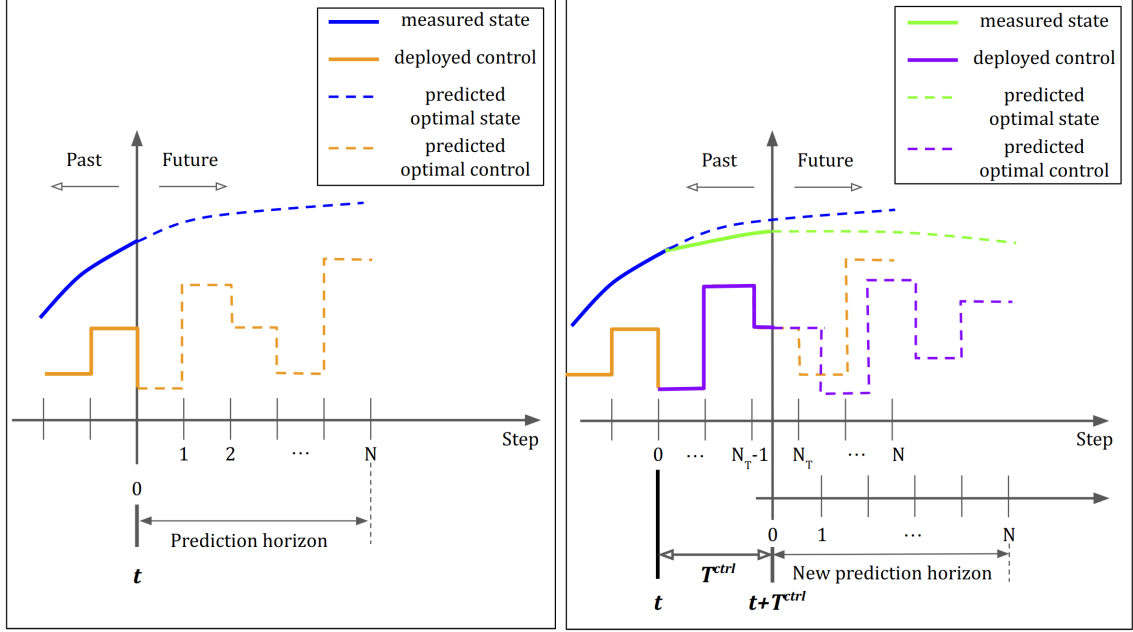 measured state
deployed control
predicted
optimal state
predicted
optimal control
Past
Future
Step
1
2
...
N
0
Prediction horizon
t
measured state
deployed control
predicted
optimal state
predicted
optimal control
Past
Future
Step
0
...
N_T-1
N_T
...
N
0
1
...
N
T^ctrl
New prediction horizon
t
t+T^ctrl